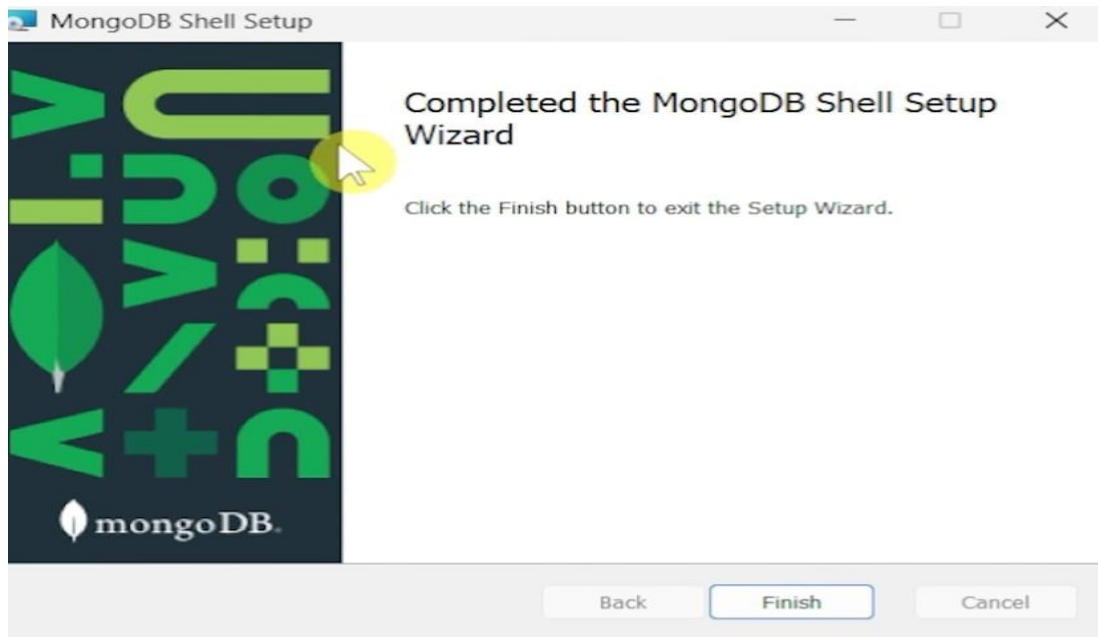 MongoDB Shell Setup
Completed the MongoDB Shell Setup
Wizard
Click the Finish button to exit the Setup Wizard.
mongoDB.
Back
Finish
Cancel